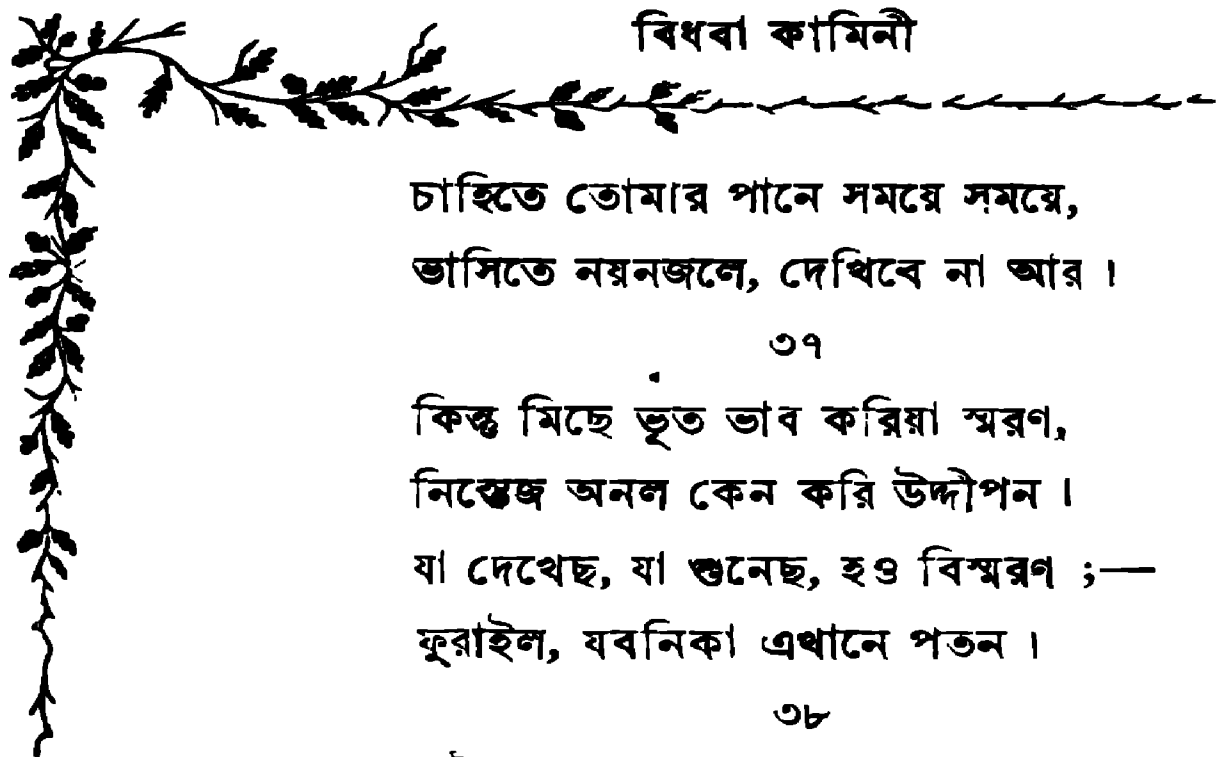 বিধবা কামিনী
চাহিতে তোমার পানে সময়ে সময়ে,
ভাসিতে নয়নজলে, দেখিবে না আর ।
৩৭
কিন্তু মিছে ভূত ভাব করিয়া স্মরণ,
নিস্তেজ অনল কেন করি উদ্দীপন ।
যা দেখেছ, যা শুনেছ, হও বিস্মরণ ;—
ফুরাইল, যবনিকা এখানে পতন ।
৩৮